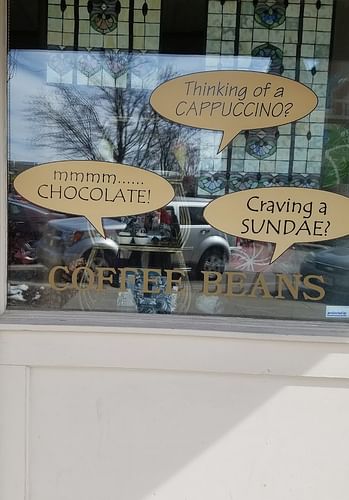 Thinking of a
CAPPUCCINO?
mmmm......
CHOCOLATE!
Craving a
SUNDAE?
COFFEE BEANS